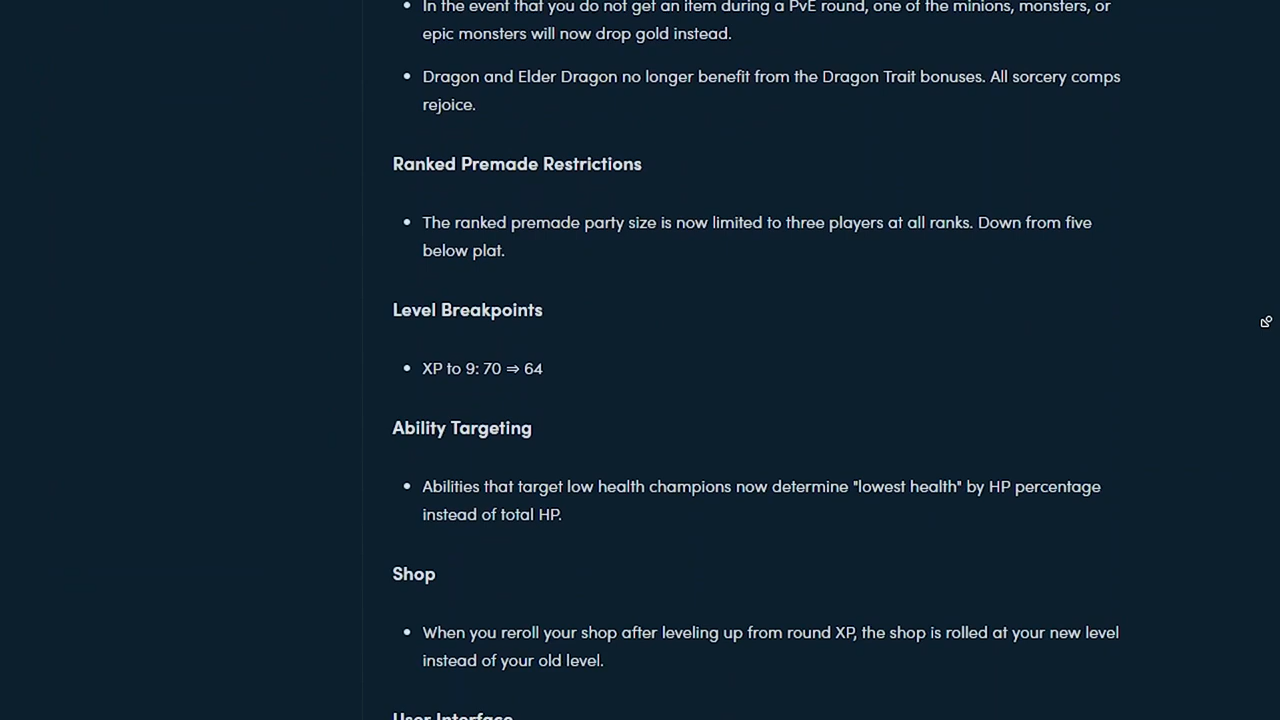 • In the event that you do not get an item during a PvE round, one of the minions, monsters, or
epic monsters will now drop gold instead.
• Dragon and Elder Dragon no longer benefit from the Dragon Trait bonuses. All sorcery comps
rejoice.
Ranked Premade Restrictions
• The ranked premade party size is now limited to three players at all ranks. Down from five
below plat.
Level Breakpoints
• XP to 9: 70 ⇒ 64
Ability Targeting
• Abilities that target low health champions now determine "lowest health" by HP percentage
instead of total HP.
Shop
• When you reroll your shop after leveling up from round XP, the shop is rolled at your new level
instead of your old level.
User Interface